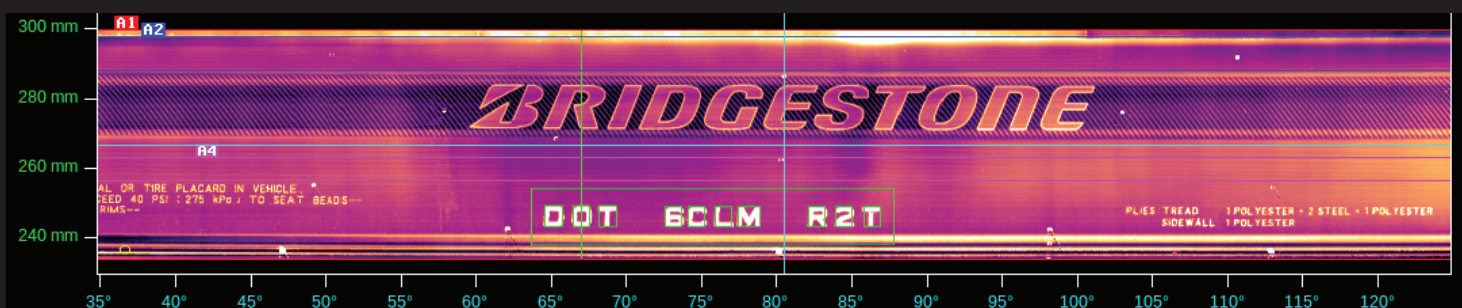 300 mm
A1 A2
280 mm
BRIDGESTONE
260 mm
A4
AL OR TIRE PLACARD IN VEHICLE.
CEED 40 PSI (275 kPa) TO SEAT BEADS--
RIMS--
DOT 6CLM R2T
PLIES: TREAD 1 POLYESTER + 2 STEEL + 1 POLYESTER
SIDEWALL 1 POLYESTER
240 mm
35° 40° 45° 50° 55° 60° 65° 70° 75° 80° 85° 90° 95° 100° 105° 110° 115° 120°